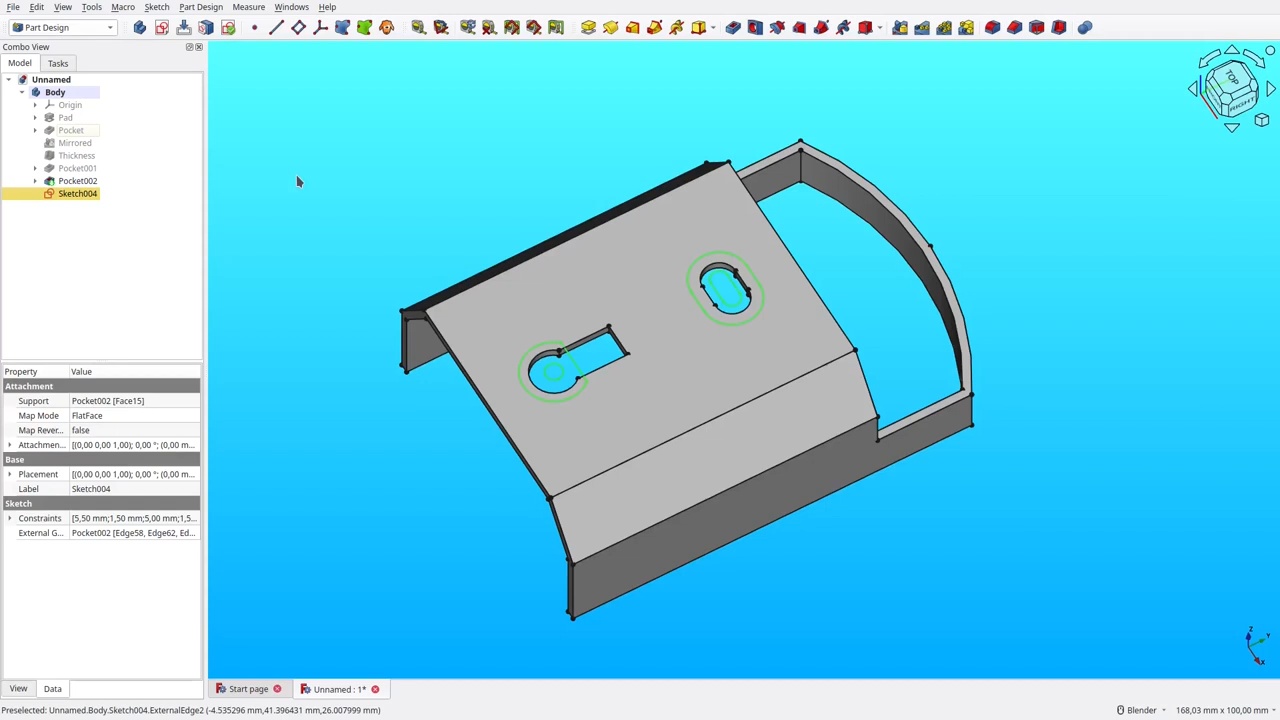 File Edit View Tools Macro Sketch Part Design Measure Windows Help
Part Design
Combo View
Model Tasks
Unnamed
Body
Origin
Pad
Pocket
Mirrored
Thickness
Pocket001
Pocket002
Sketch004
Property Value
Attachment
Support Pocket002 [Face15]
Map Mode FlatFace
Map Rever... false
Attachmen... [(0,00 0,00 1,00); 0,00 °; (0,00 m...
Base
Placement [(0,00 0,00 1,00); 0,00 °; (0,00 m...
Label Sketch004
Sketch
Constraints [5,50 mm;1,50 mm;5,00 mm;1,5...
External G... Pocket002 [Edge58, Edge62, Ed...
View Data
TOP
RIGHT
Z
Y
X
Start page Unnamed : 1*
Preselected: Unnamed.Body.Sketch004.ExternalEdge2 (-4.535296 mm,41.396431 mm,26.007999 mm)
Blender 168,03 mm x 100,00 mm